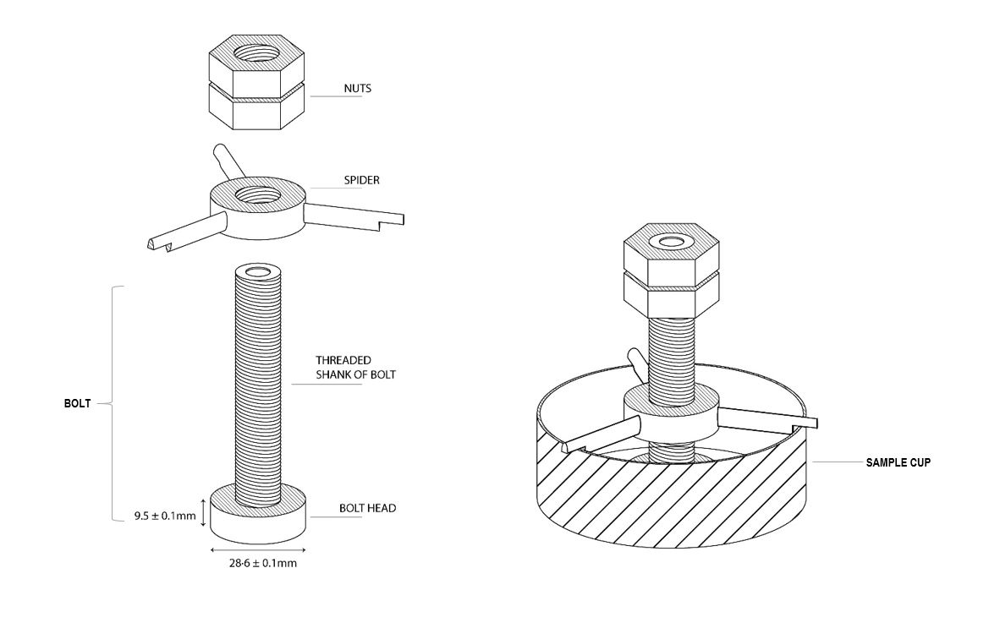 NUTS
SPIDER
THREADED
SHANK OF BOLT
BOLT
BOLT HEAD
9.5 ± 0.1mm
28·6 ± 0.1mm
SAMPLE CUP